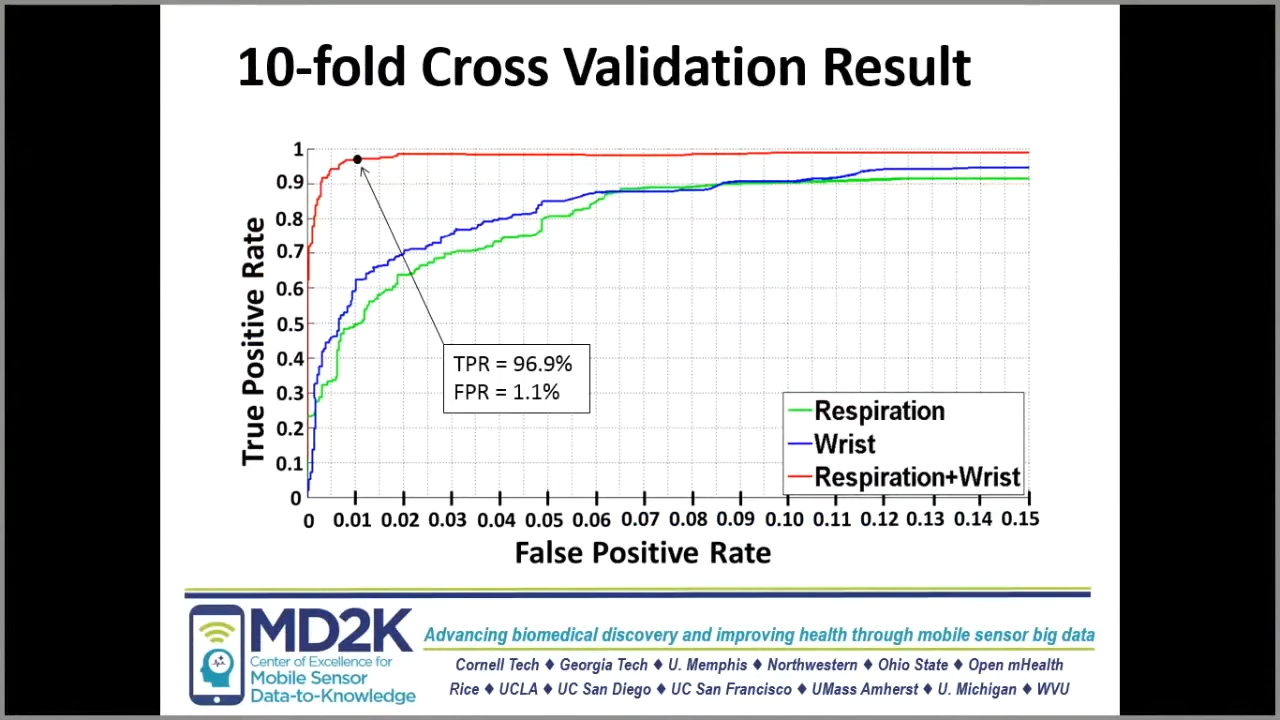 10-fold Cross Validation Result
1
0.9
0.8
0.7
0.6
0.5
0.4
0.3
0.2
0.1
0
True Positive Rate
TPR = 96.9%
FPR = 1.1%
Respiration
Wrist
Respiration+Wrist
0 0.01 0.02 0.03 0.04 0.05 0.06 0.07 0.08 0.09 0.10 0.11 0.12 0.13 0.14 0.15
False Positive Rate
MD2K
Center of Excellence for
Mobile Sensor
Data-to-Knowledge
Advancing biomedical discovery and improving health through mobile sensor big data
Cornell Tech ♦ Georgia Tech ♦ U. Memphis ♦ Northwestern ♦ Ohio State ♦ Open mHealth
Rice ♦ UCLA ♦ UC San Diego ♦ UC San Francisco ♦ UMass Amherst ♦ U. Michigan ♦ WVU